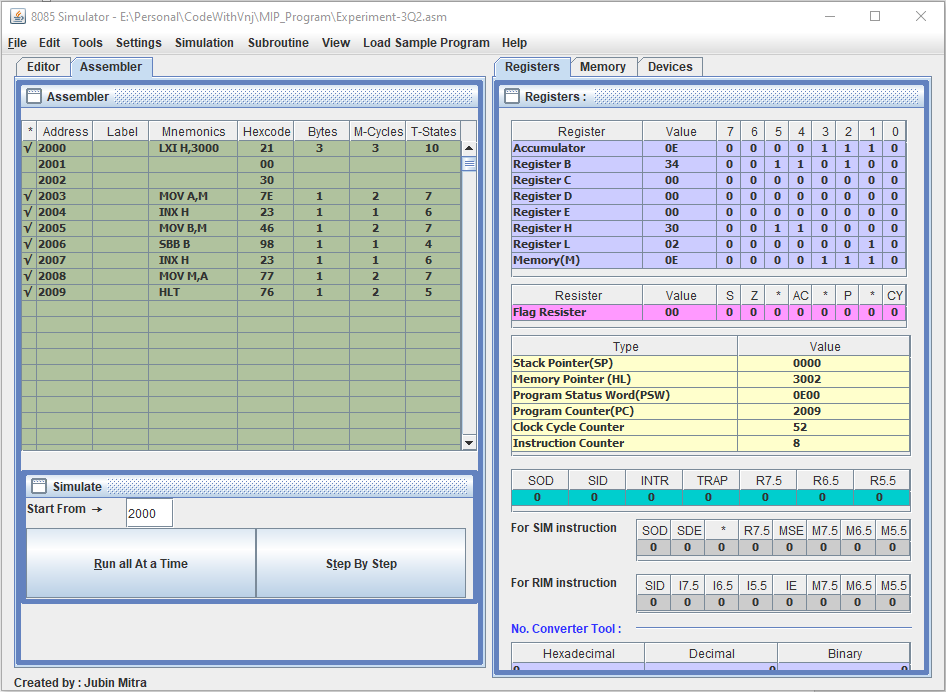 8085 Simulator - E:\Personal\CodeWithVnj\MIP_Program\Experiment-3Q2.asm
File Edit Tools Settings Simulation Subroutine View Load Sample Program Help
Editor Assembler
Assembler
* Address Label Mnemonics Hexcode Bytes M-Cycles T-States
√ 2000 LXI H,3000 21 3 3 10
2001 00
2002 30
√ 2003 MOV A,M 7E 1 2 7
√ 2004 INX H 23 1 1 6
√ 2005 MOV B,M 46 1 2 7
√ 2006 SBB B 98 1 1 4
√ 2007 INX H 23 1 1 6
√ 2008 MOV M,A 77 1 2 7
√ 2009 HLT 76 1 2 5
Simulate
Start From →
2000
Run all At a Time
Step By Step
Created by : Jubin Mitra
Registers Memory Devices
Registers :
Register Value 7 6 5 4 3 2 1 0
Accumulator 0E 0 0 0 0 1 1 1 0
Register B 34 0 0 1 1 0 1 0 0
Register C 00 0 0 0 0 0 0 0 0
Register D 00 0 0 0 0 0 0 0 0
Register E 00 0 0 0 0 0 0 0 0
Register H 30 0 0 1 1 0 0 0 0
Register L 02 0 0 0 0 0 0 1 0
Memory(M) 0E 0 0 0 0 1 1 1 0
Resister Value S Z * AC * P * CY
Flag Resister 00 0 0 0 0 0 0 0 0
Type Value
Stack Pointer(SP) 0000
Memory Pointer (HL) 3002
Program Status Word(PSW) 0E00
Program Counter(PC) 2009
Clock Cycle Counter 52
Instruction Counter 8
SOD SID INTR TRAP R7.5 R6.5 R5.5
0 0 0 0 0 0 0
For SIM instruction
SOD SDE * R7.5 MSE M7.5 M6.5 M5.5
0 0 0 0 0 0 0 0
For RIM instruction
SID I7.5 I6.5 I5.5 IE M7.5 M6.5 M5.5
0 0 0 0 0 0 0 0
No. Converter Tool :
Hexadecimal Decimal Binary
0 0 0